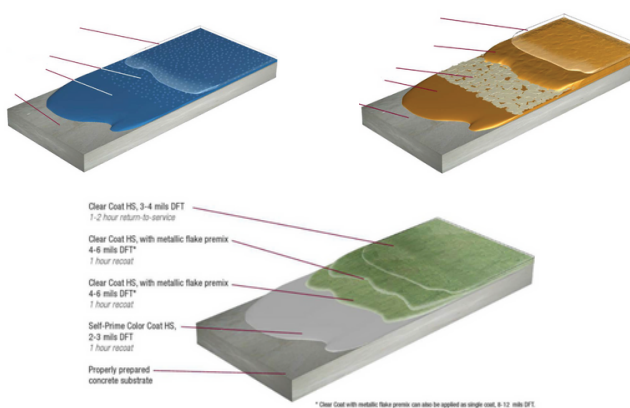 Clear Coat HS, 3-4 mils DFT
1-2 hour return-to-service
Clear Coat HS, with metallic flake premix
4-6 mils DFT*
1 hour recoat
Clear Coat HS, with metallic flake premix
4-6 mils DFT*
1 hour recoat
Self-Prime Color Coat HS,
2-3 mils DFT
1 hour recoat
Properly prepared
concrete substrate
* Clear Coat with metallic flake premix can also be applied as single coat, 8-12 mils DFT.